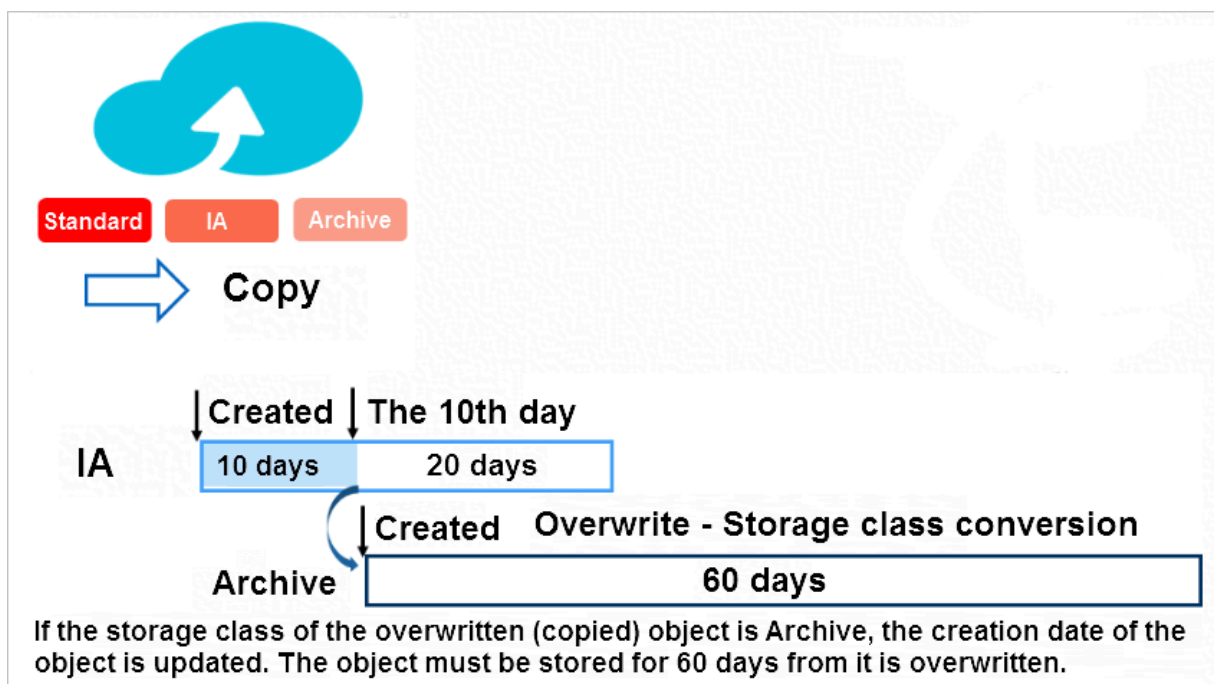 Standard IA Archive
Copy
Created The 10th day
IA 10 days 20 days
Created Overwrite - Storage class conversion
Archive 60 days
If the storage class of the overwritten (copied) object is Archive, the creation date of the
object is updated. The object must be stored for 60 days from it is overwritten.